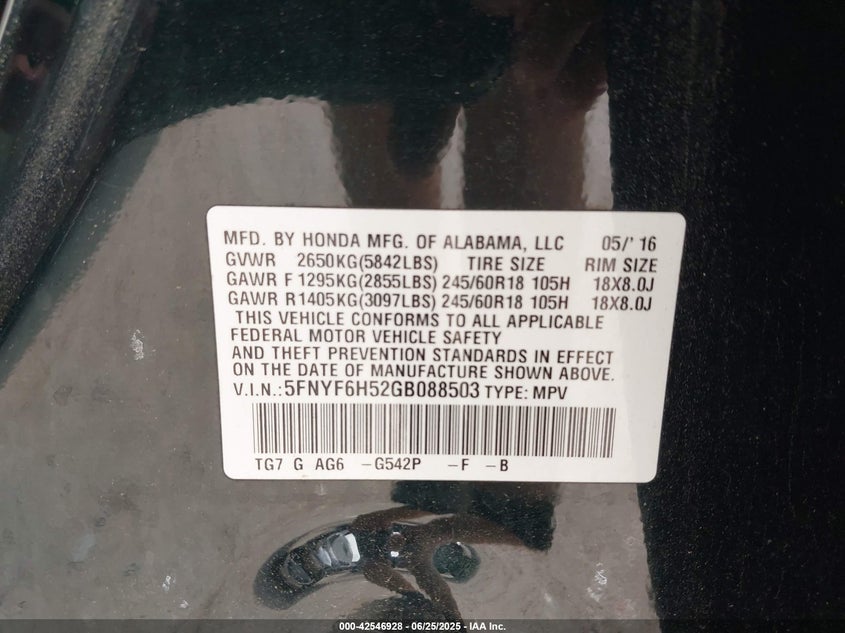 MFD. BY HONDA MFG. OF ALABAMA, LLC 05/' 16
GVWR 2650KG(5842LBS) TIRE SIZE RIM SIZE
GAWR F 1295KG(2855LBS) 245/60R18 105H 18X8.0J
GAWR R1405KG(3097LBS) 245/60R18 105H 18X8.0J
THIS VEHICLE CONFORMS TO ALL APPLICABLE
FEDERAL MOTOR VEHICLE SAFETY
AND THEFT PREVENTION STANDARDS IN EFFECT
ON THE DATE OF MANUFACTURE SHOWN ABOVE.
V.I.N.: 5FNYF6H52GB088503 TYPE: MPV
TG7 G AG6 -G542P -F -B
000-42546928 - 06/25/2025 - IAA Inc.